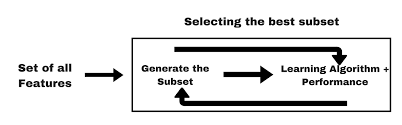 Selecting the best subset
Set of all
Features
Generate the
Subset
Learning Algorithm +
Performance